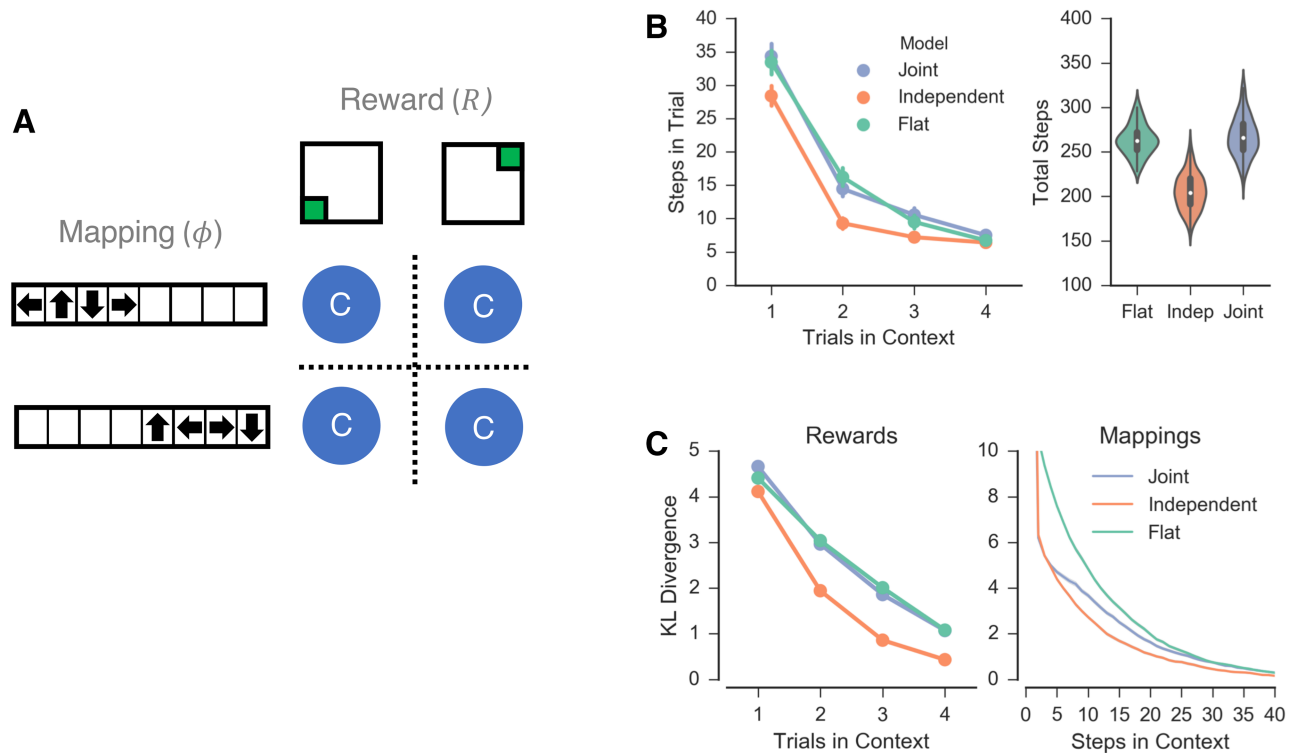 A
Reward (R)
Mapping (ϕ)
C
C
C
C
B
40
35
30
25
20
15
10
5
0
Steps in Trial
Model
Joint
Independent
Flat
1 2 3 4
Trials in Context
400
350
300
250
200
150
100
Total Steps
Flat Indep Joint
C
Rewards
5
4
3
2
1
0
KL Divergence
1 2 3 4
Trials in Context
Mappings
10
8
6
4
2
0
Joint
Independent
Flat
0 5 10 15 20 25 30 35 40
Steps in Context